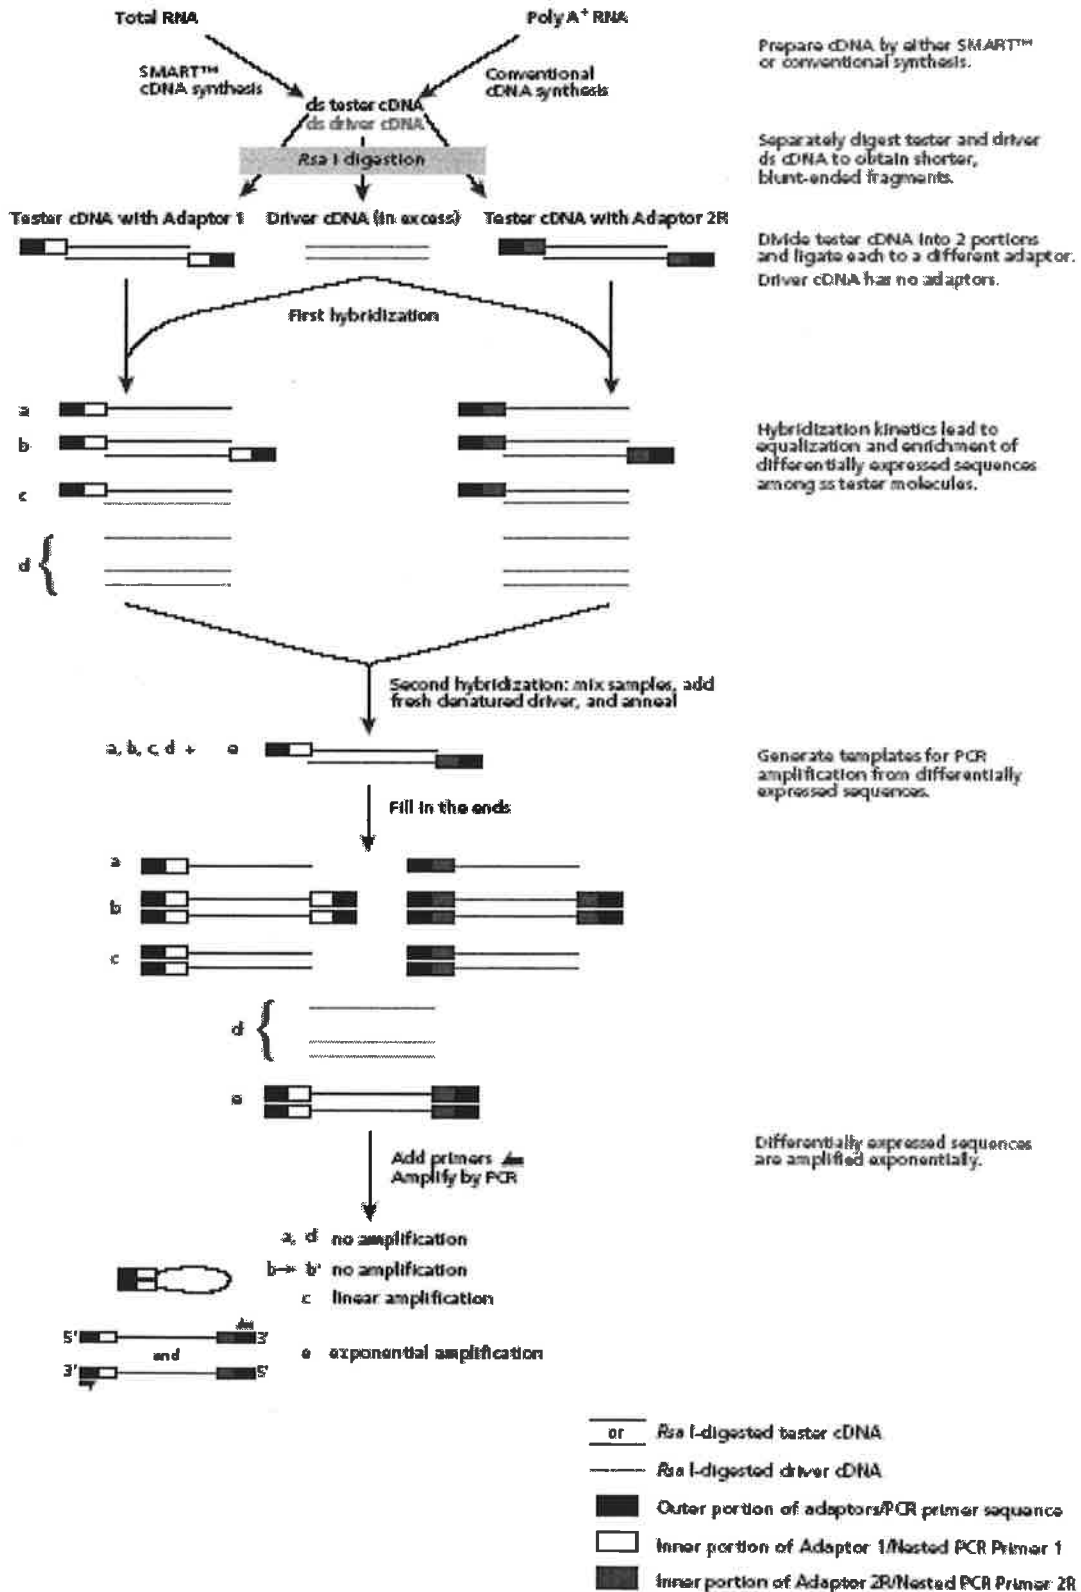 Total RNA
Poly A+ RNA
Prepare cDNA by either SMART™
or conventional synthesis.
SMART™
cDNA synthesis
Conventional
cDNA synthesis
ds tester cDNA
ds driver cDNA
Rsa I digestion
Separately digest tester and driver
ds cDNA to obtain shorter,
blunt-ended fragments.
Tester cDNA with Adaptor 1
Driver cDNA (in excess)
Tester cDNA with Adaptor 2R
Divide tester cDNA into 2 portions
and ligate each to a different adaptor.
Driver cDNA has no adaptors.
First hybridization
a
b
c
d
Hybridization kinetics lead to
equalization and enrichment of
differentially expressed sequences
among ss tester molecules.
Second hybridization: mix samples, add
fresh denatured driver, and anneal
a, b, c, d + e
Generate templates for PCR
amplification from differentially
expressed sequences.
Fill in the ends
a
b
c
d
e
Add primers
Amplify by PCR
Differentially expressed sequences
are amplified exponentially.
a, d no amplification
b→ b' no amplification
c linear amplification
5' 3'
and
3' 5'
e exponential amplification
or Rsa I-digested tester cDNA
Rsa I-digested driver cDNA
Outer portion of adaptors/PCR primer sequence
Inner portion of Adaptor 1/Nested PCR Primer 1
Inner portion of Adaptor 2R/Nested PCR Primer 2R